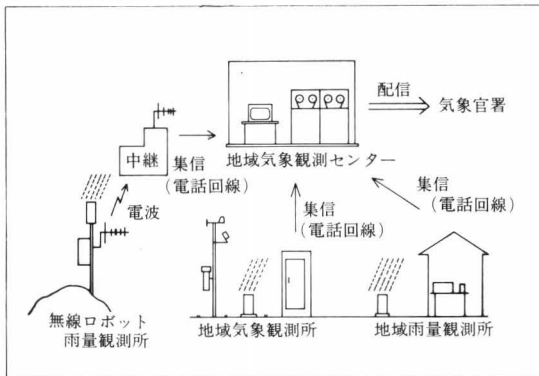 配信
気象官署
中継
集信
(電話回線)
地域気象観測センター
電波
集信
(電話回線)
集信
(電話回線)
無線ロボット
雨量観測所
地域気象観測所
地域雨量観測所